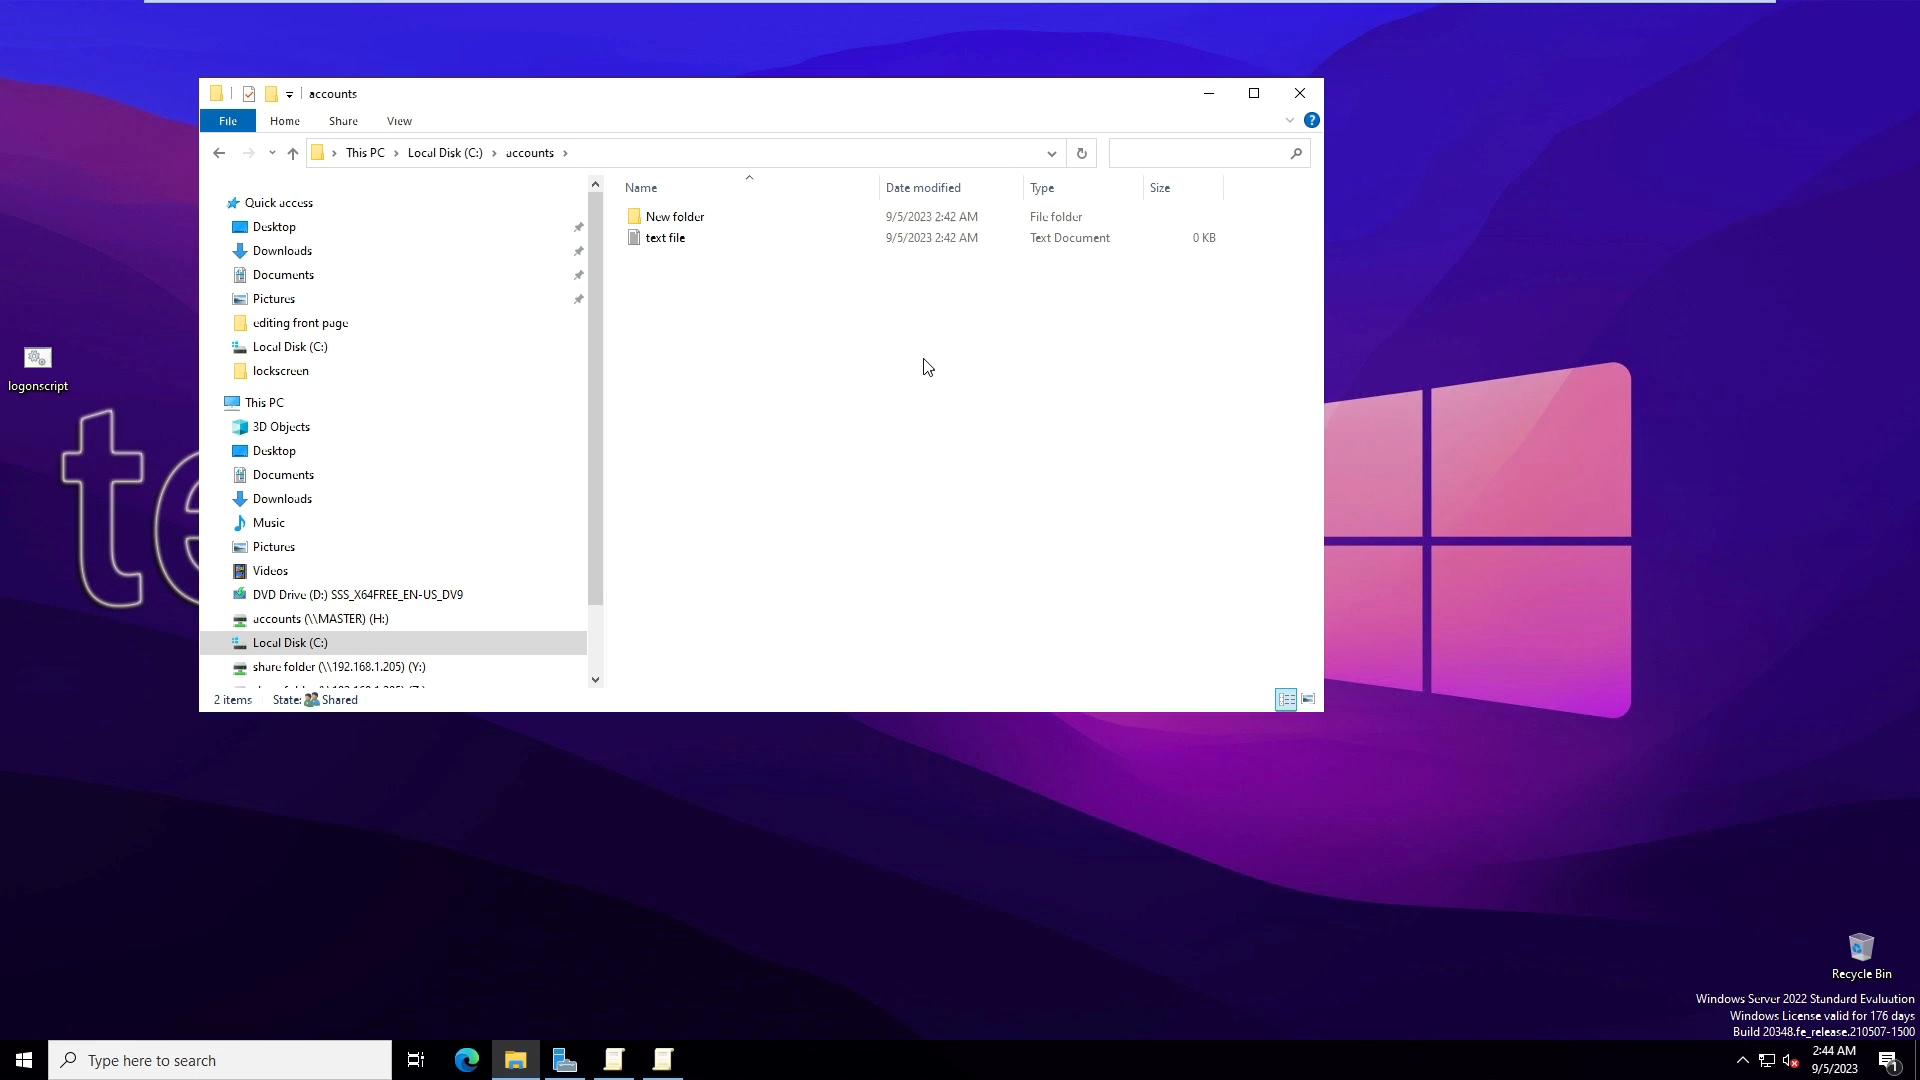 accounts
File Home Share View
This PC Local Disk (C:) accounts
Name Date modified Type Size
New folder 9/5/2023 2:42 AM File folder
text file 9/5/2023 2:42 AM Text Document 0 KB
Quick access
Desktop
Downloads
Documents
Pictures
editing front page
Local Disk (C:)
lockscreen
This PC
3D Objects
Desktop
Documents
Downloads
Music
Pictures
Videos
DVD Drive (D:) SSS_X64FREE_EN-US_DV9
accounts (\\MASTER) (H:)
Local Disk (C:)
share folder (\\192.168.1.205) (Y:)
2 items State: Shared
logonscript
te
Recycle Bin
Windows Server 2022 Standard Evaluation
Windows License valid for 176 days
Build 20348.fe_release.210507-1500
Type here to search
2:44 AM
9/5/2023
1